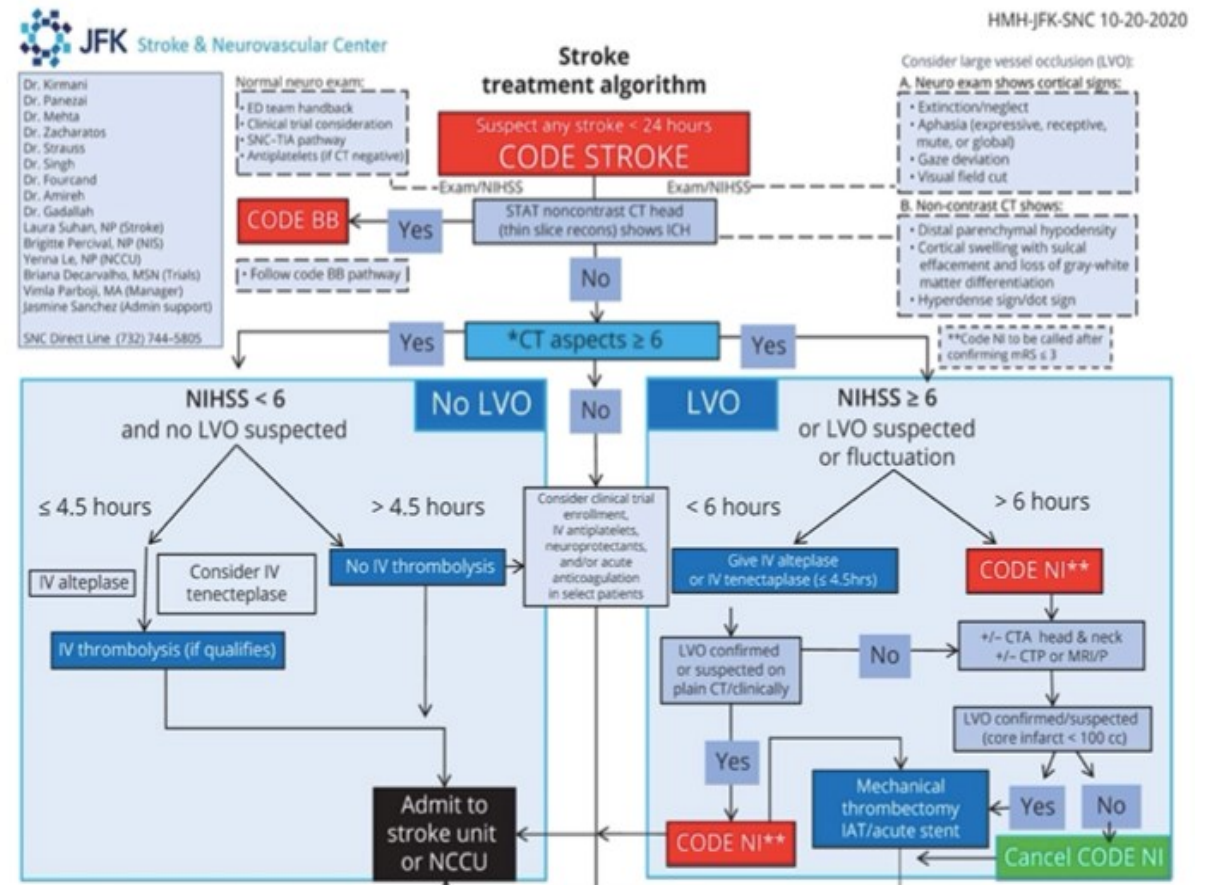 JFK Stroke & Neurovascular Center
HMH-JFK-SNC 10-20-2020
Stroke
treatment algorithm
Dr. Kirmani
Dr. Panezai
Dr. Mehta
Dr. Zacharatos
Dr. Strauss
Dr. Singh
Dr. Fourcand
Dr. Amireh
Dr. Gadallah
Laura Suhan, NP (Stroke)
Brigitte Percival, NP (NIS)
Yenna Le, NP (NCCU)
Briana Decarvalho, MSN (Trials)
Vimla Parboji, MA (Manager)
Jasmine Sanchez (Admin support)
SNC Direct Line (732) 744-5805
Normal neuro exam:
• ED team handback
• Clinical trial consideration
• SNC-TIA pathway
• Antiplatelets (if CT negative)
Suspect any stroke < 24 hours
CODE STROKE
Exam/NIHSS
Exam/NIHSS
Consider large vessel occlusion (LVO):
A. Neuro exam shows cortical signs:
• Extinction/neglect
• Aphasia (expressive, receptive,
mute, or global)
• Gaze deviation
• Visual field cut
B. Non-contrast CT shows:
• Distal parenchymal hypodensity
• Cortical swelling with sulcal
effacement and loss of gray-white
matter differentiation
• Hyperdense sign/dot sign
CODE BB
Yes
STAT noncontrast CT head
(thin slice recons) shows ICH
• Follow code BB pathway
No
Yes
*CT aspects ≥ 6
Yes
**Code NI to be called after
confirming mRS ≤ 3
No
No LVO
NIHSS < 6
and no LVO suspected
≤ 4.5 hours
> 4.5 hours
IV alteplase
Consider IV
tenecteplase
No IV thrombolysis
IV thrombolysis (if qualifies)
Consider clinical trial
enrollment,
IV antiplatelets,
neuroprotectants,
and/or acute
anticoagulation
in select patients
Admit to
stroke unit
or NCCU
LVO
NIHSS ≥ 6
or LVO suspected
or fluctuation
< 6 hours
> 6 hours
Give IV alteplase
or IV tenectaplase (≤ 4.5hrs)
CODE NI**
LVO confirmed
or suspected on
plain CT/clinically
No
+/– CTA head & neck
+/– CTP or MRI/P
LVO confirmed/suspected
(core infarct < 100 cc)
Yes
CODE NI**
Mechanical
thrombectomy
IAT/acute stent
Yes
No
Cancel CODE NI